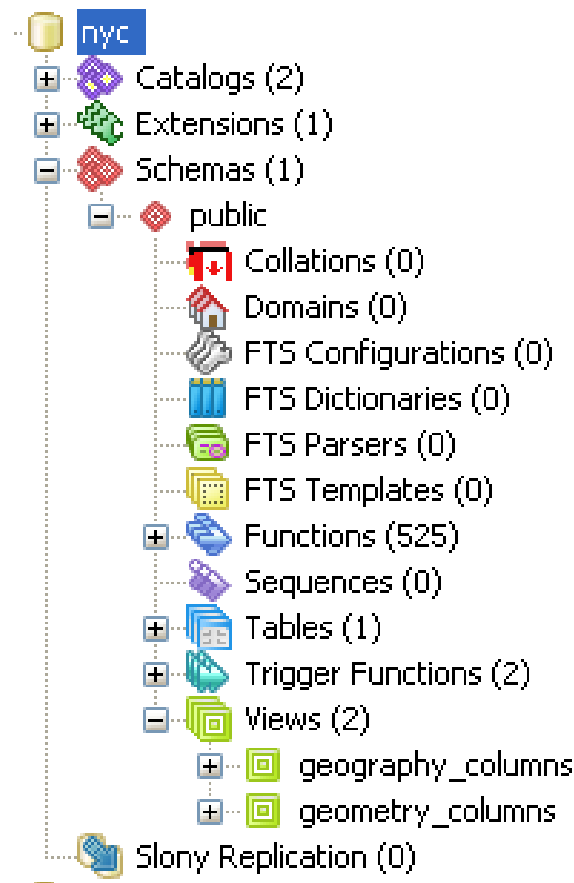 nyc
Catalogs (2)
Extensions (1)
Schemas (1)
public
Collations (0)
Domains (0)
FTS Configurations (0)
FTS Dictionaries (0)
FTS Parsers (0)
FTS Templates (0)
Functions (525)
Sequences (0)
Tables (1)
Trigger Functions (2)
Views (2)
geography_columns
geometry_columns
Slony Replication (0)